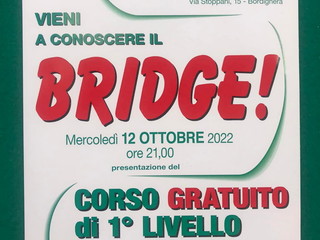 Via Stoppani, 15 - Bordighera
VIENI
A CONOSCERE IL
BRIDGE!
Mercoledì 12 OTTOBRE 2022
ore 21,00
presentazione del
CORSO GRATUITO
di 1° LIVELLO